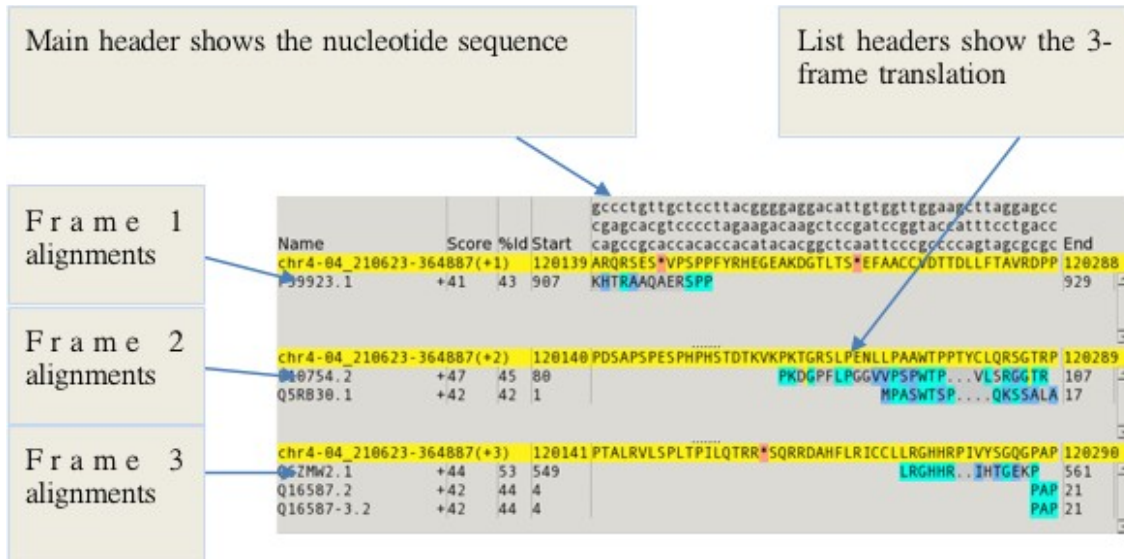 Main header shows the nucleotide sequence
List headers show the 3-
frame translation
Frame 1
alignments
Frame 2
alignments
Frame 3
alignments
gccctgttgctccttacggggaggacattgtggttggaagcttaggagcc
cgagcacgtcccctagaagacaagctccgatccggtaccatttcctgacc
Name Score %Id Start cagccgcaccacaccacatacacggctcaattcccgccccagtagcgcgc End
chr4-04_210623-364887(+1) 120139 ARQRSES*VPSPPFYRHEGEAKDGTLTS*EFAACCVDTTDLLFTAVRDPP 120288
+41 43 907 KHTRAAQAERSPP 929
chr4-04_210623-364887(+2) 120140 PDSAPSPESPHPHSTDTKVKPKTGRSLPENLLPAAWTPPTYCLQRSGTRP 120289
+47 45 80 PKDGPFLPGGVVPSPWTP...VLSRGGTR 107
Q5RB30.1 +42 42 1 MPASWTSP....QKSSALA 17
chr4-04_210623-364887(+3) 120141 PTALRVLSPLTPILQTRR*SQRRDAHFLRICCLLRGHHRPIVYSGQGPAP 120290
+44 53 549 LRGHHR..IHTGEKP 561
Q16587.2 +42 44 4 PAP 21
Q16587-3.2 +42 44 4 PAP 21